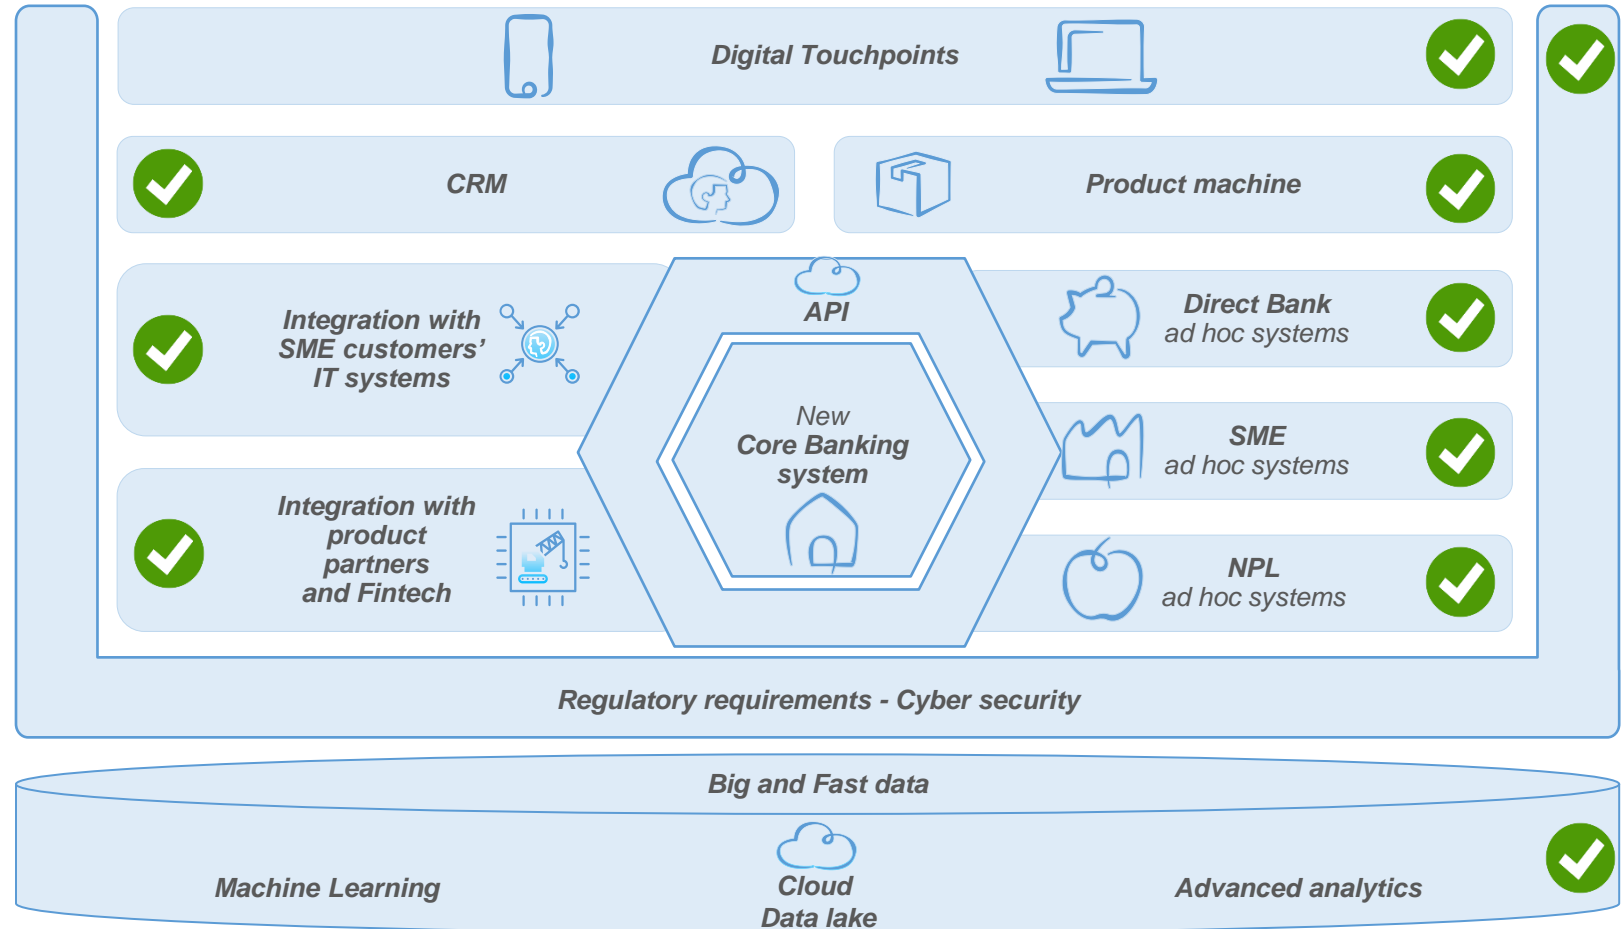 Digital Touchpoints
CRM
Product machine
Integration with
SME customers’
IT systems
API
Direct Bank
ad hoc systems
New
Core Banking
system
SME
ad hoc systems
Integration with
product
partners
and Fintech
NPL
ad hoc systems
Regulatory requirements - Cyber security
Big and Fast data
Machine Learning
Cloud
Data lake
Advanced analytics